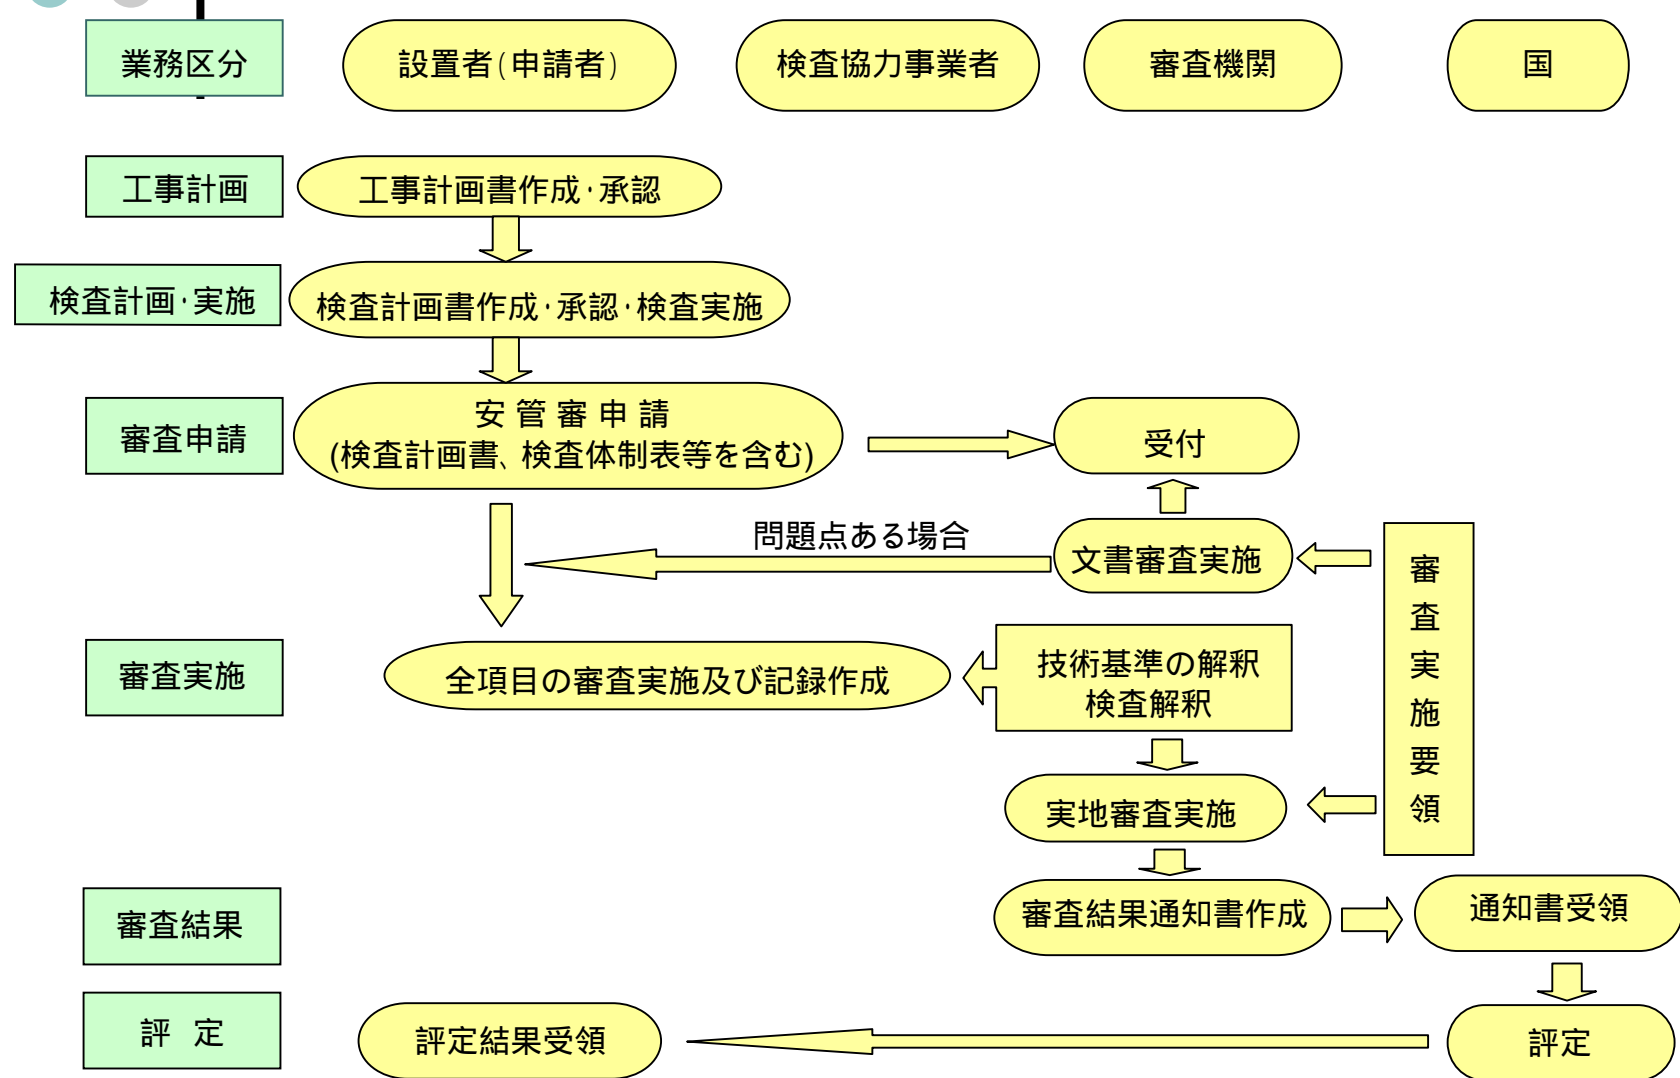 業務区分
設置者(申請者)
検査協力事業者
審査機関
国
工事計画
工事計画書作成・承認
検査計画・実施
検査計画書作成・承認・検査実施
審査申請
安管審申請
(検査計画書、検査体制表等を含む)
受付
問題点ある場合
文書審査実施
審査実施要領
審査実施
全項目の審査実施及び記録作成
技術基準の解釈
検査解釈
実地審査実施
審査結果
審査結果通知書作成
通知書受領
評 定
評定結果受領
評定